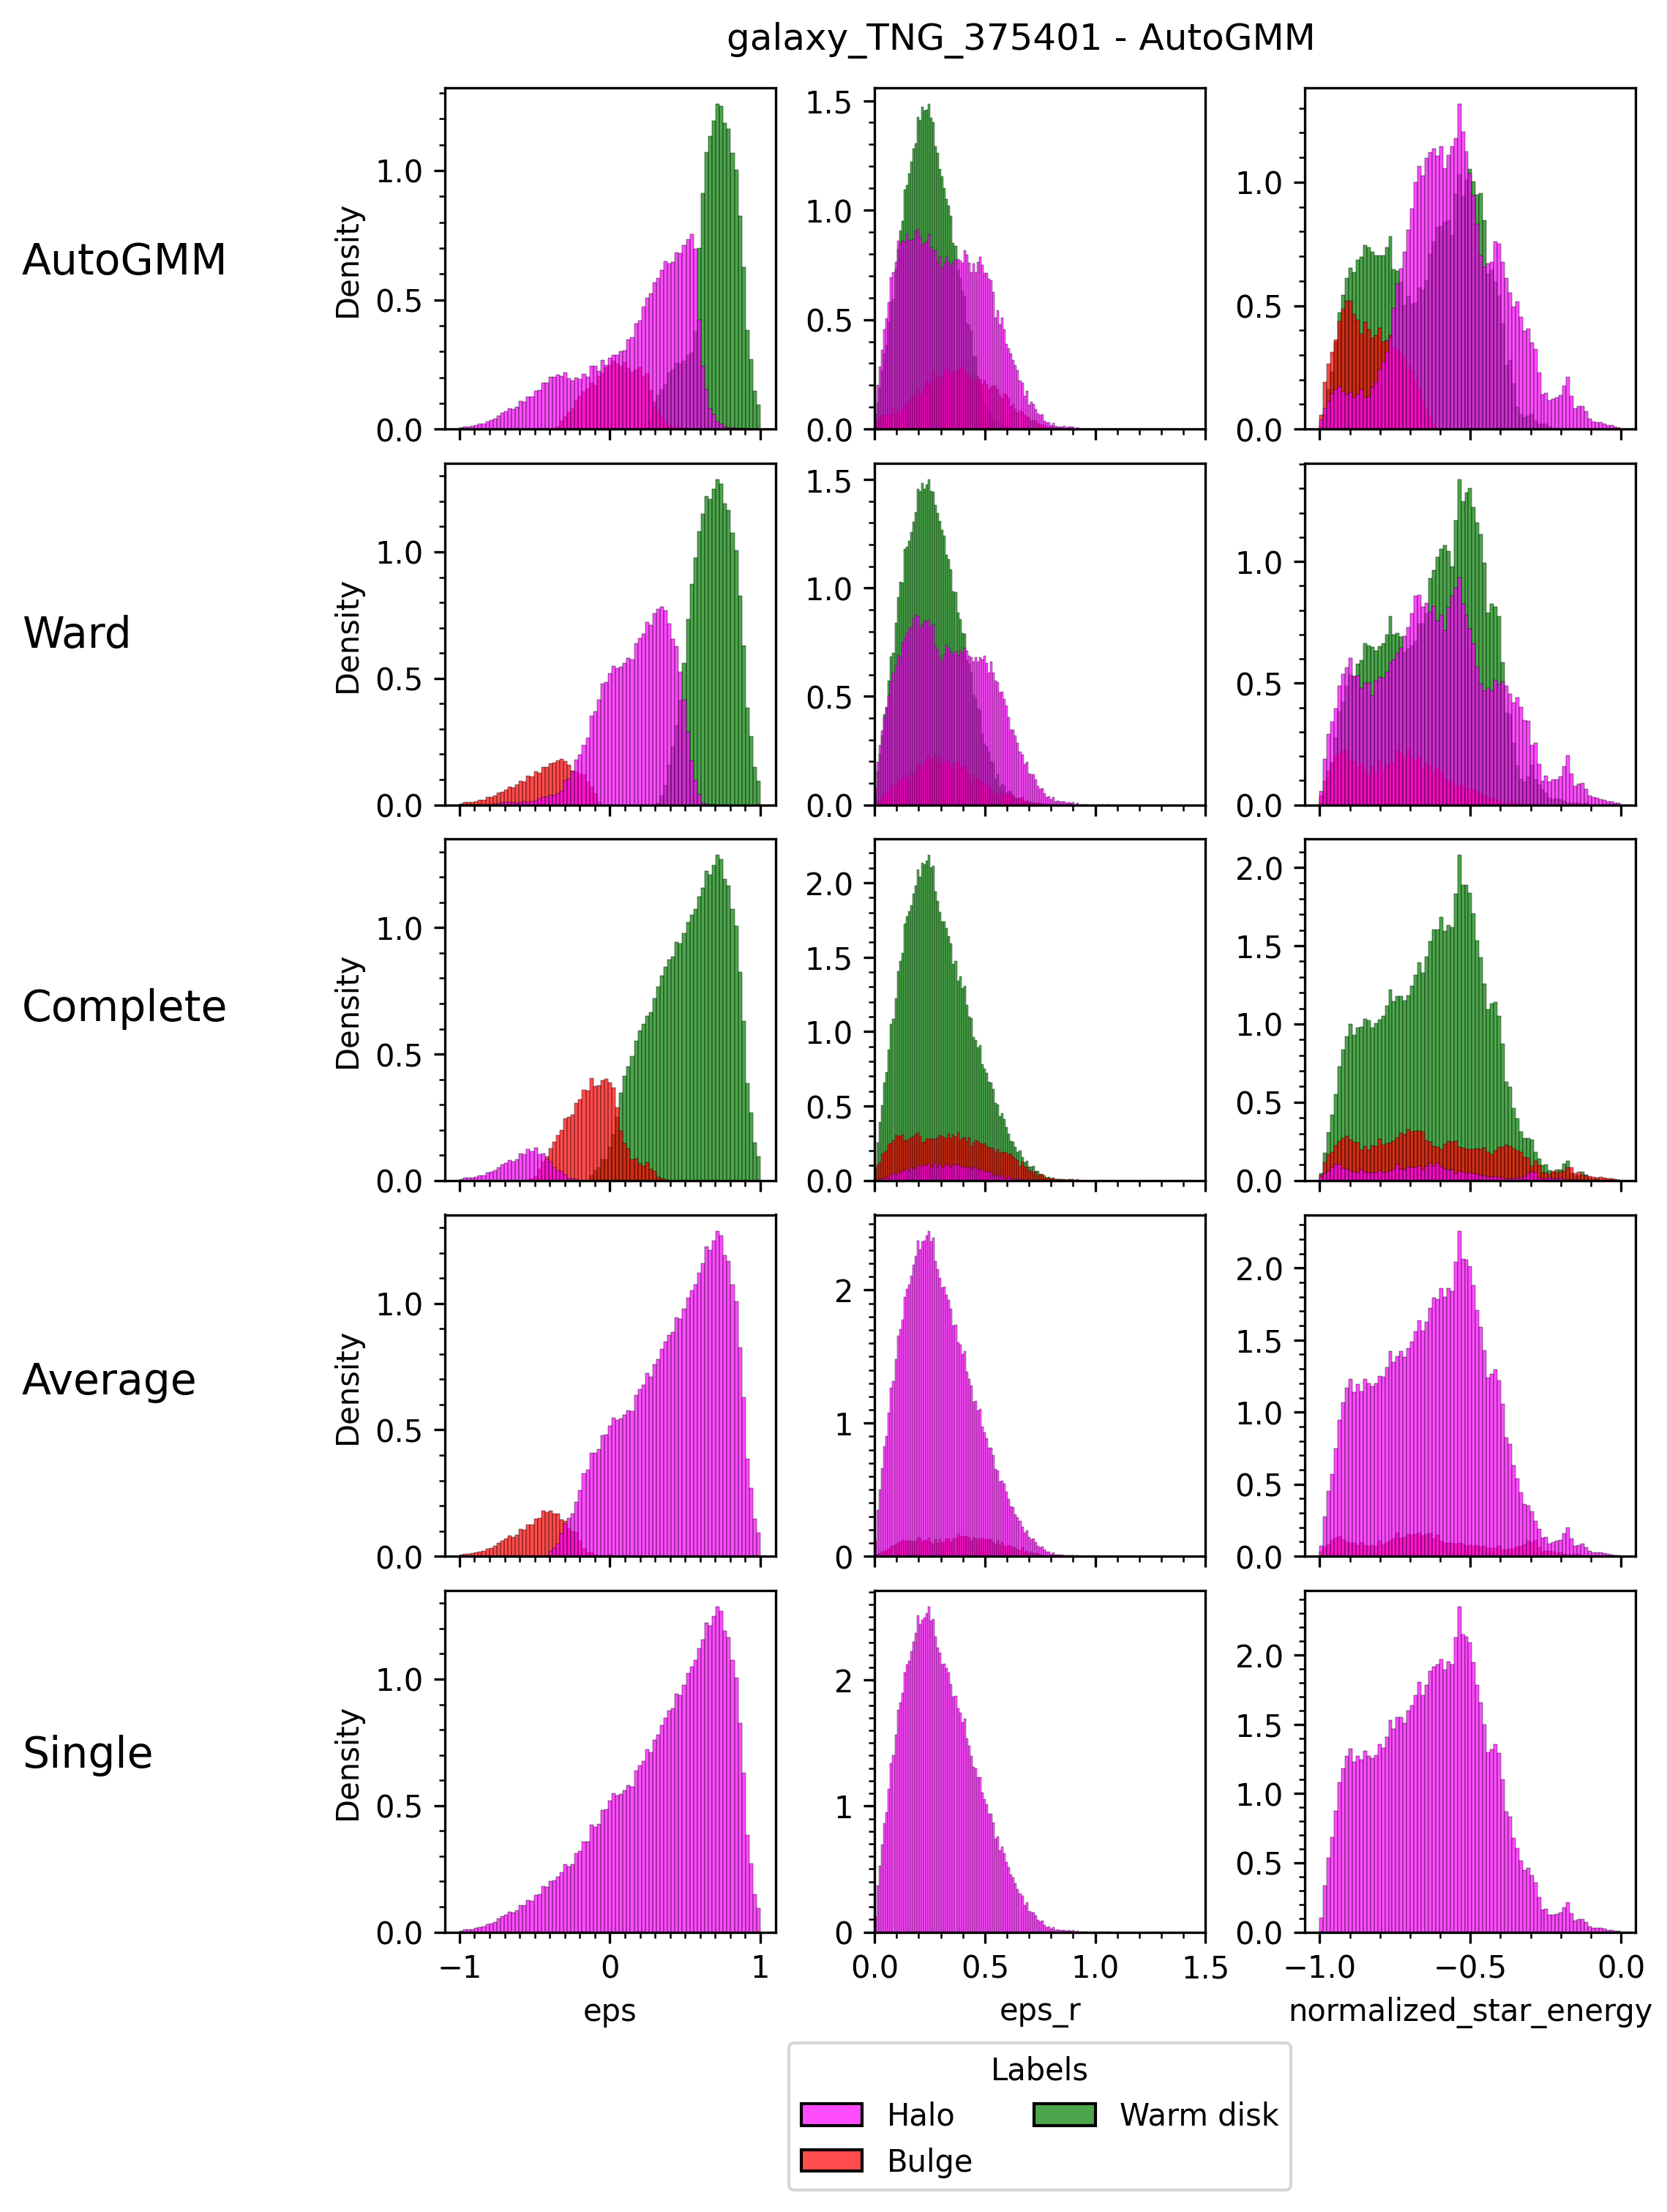 galaxy_TNG_375401 - AutoGMM
AutoGMM
Density
0.0 0.5 1.0
0.0 0.5 1.0 1.5
0.0 0.5 1.0
Ward
Density
0.0 0.5 1.0
0.0 0.5 1.0 1.5
0.0 0.5 1.0
Complete
Density
0.0 0.5 1.0
0.0 0.5 1.0 1.5 2.0
0.0 0.5 1.0 1.5 2.0
Average
Density
0.0 0.5 1.0
0 1 2
0.0 0.5 1.0 1.5 2.0
Single
Density
0.0 0.5 1.0
0 1 2
0.0 0.5 1.0 1.5 2.0
−1 0 1
0.0 0.5 1.0 1.5
−1.0 −0.5 0.0
eps
eps_r
normalized_star_energy
Labels
Halo
Bulge
Warm disk